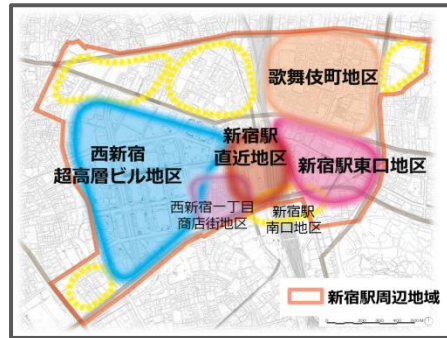 歌舞伎町地区
新宿駅
直近地区
西新宿
超高層ビル地区
新宿駅東口地区
西新宿一丁目
商店街地区
新宿駅
南口地区
新宿駅周辺地域